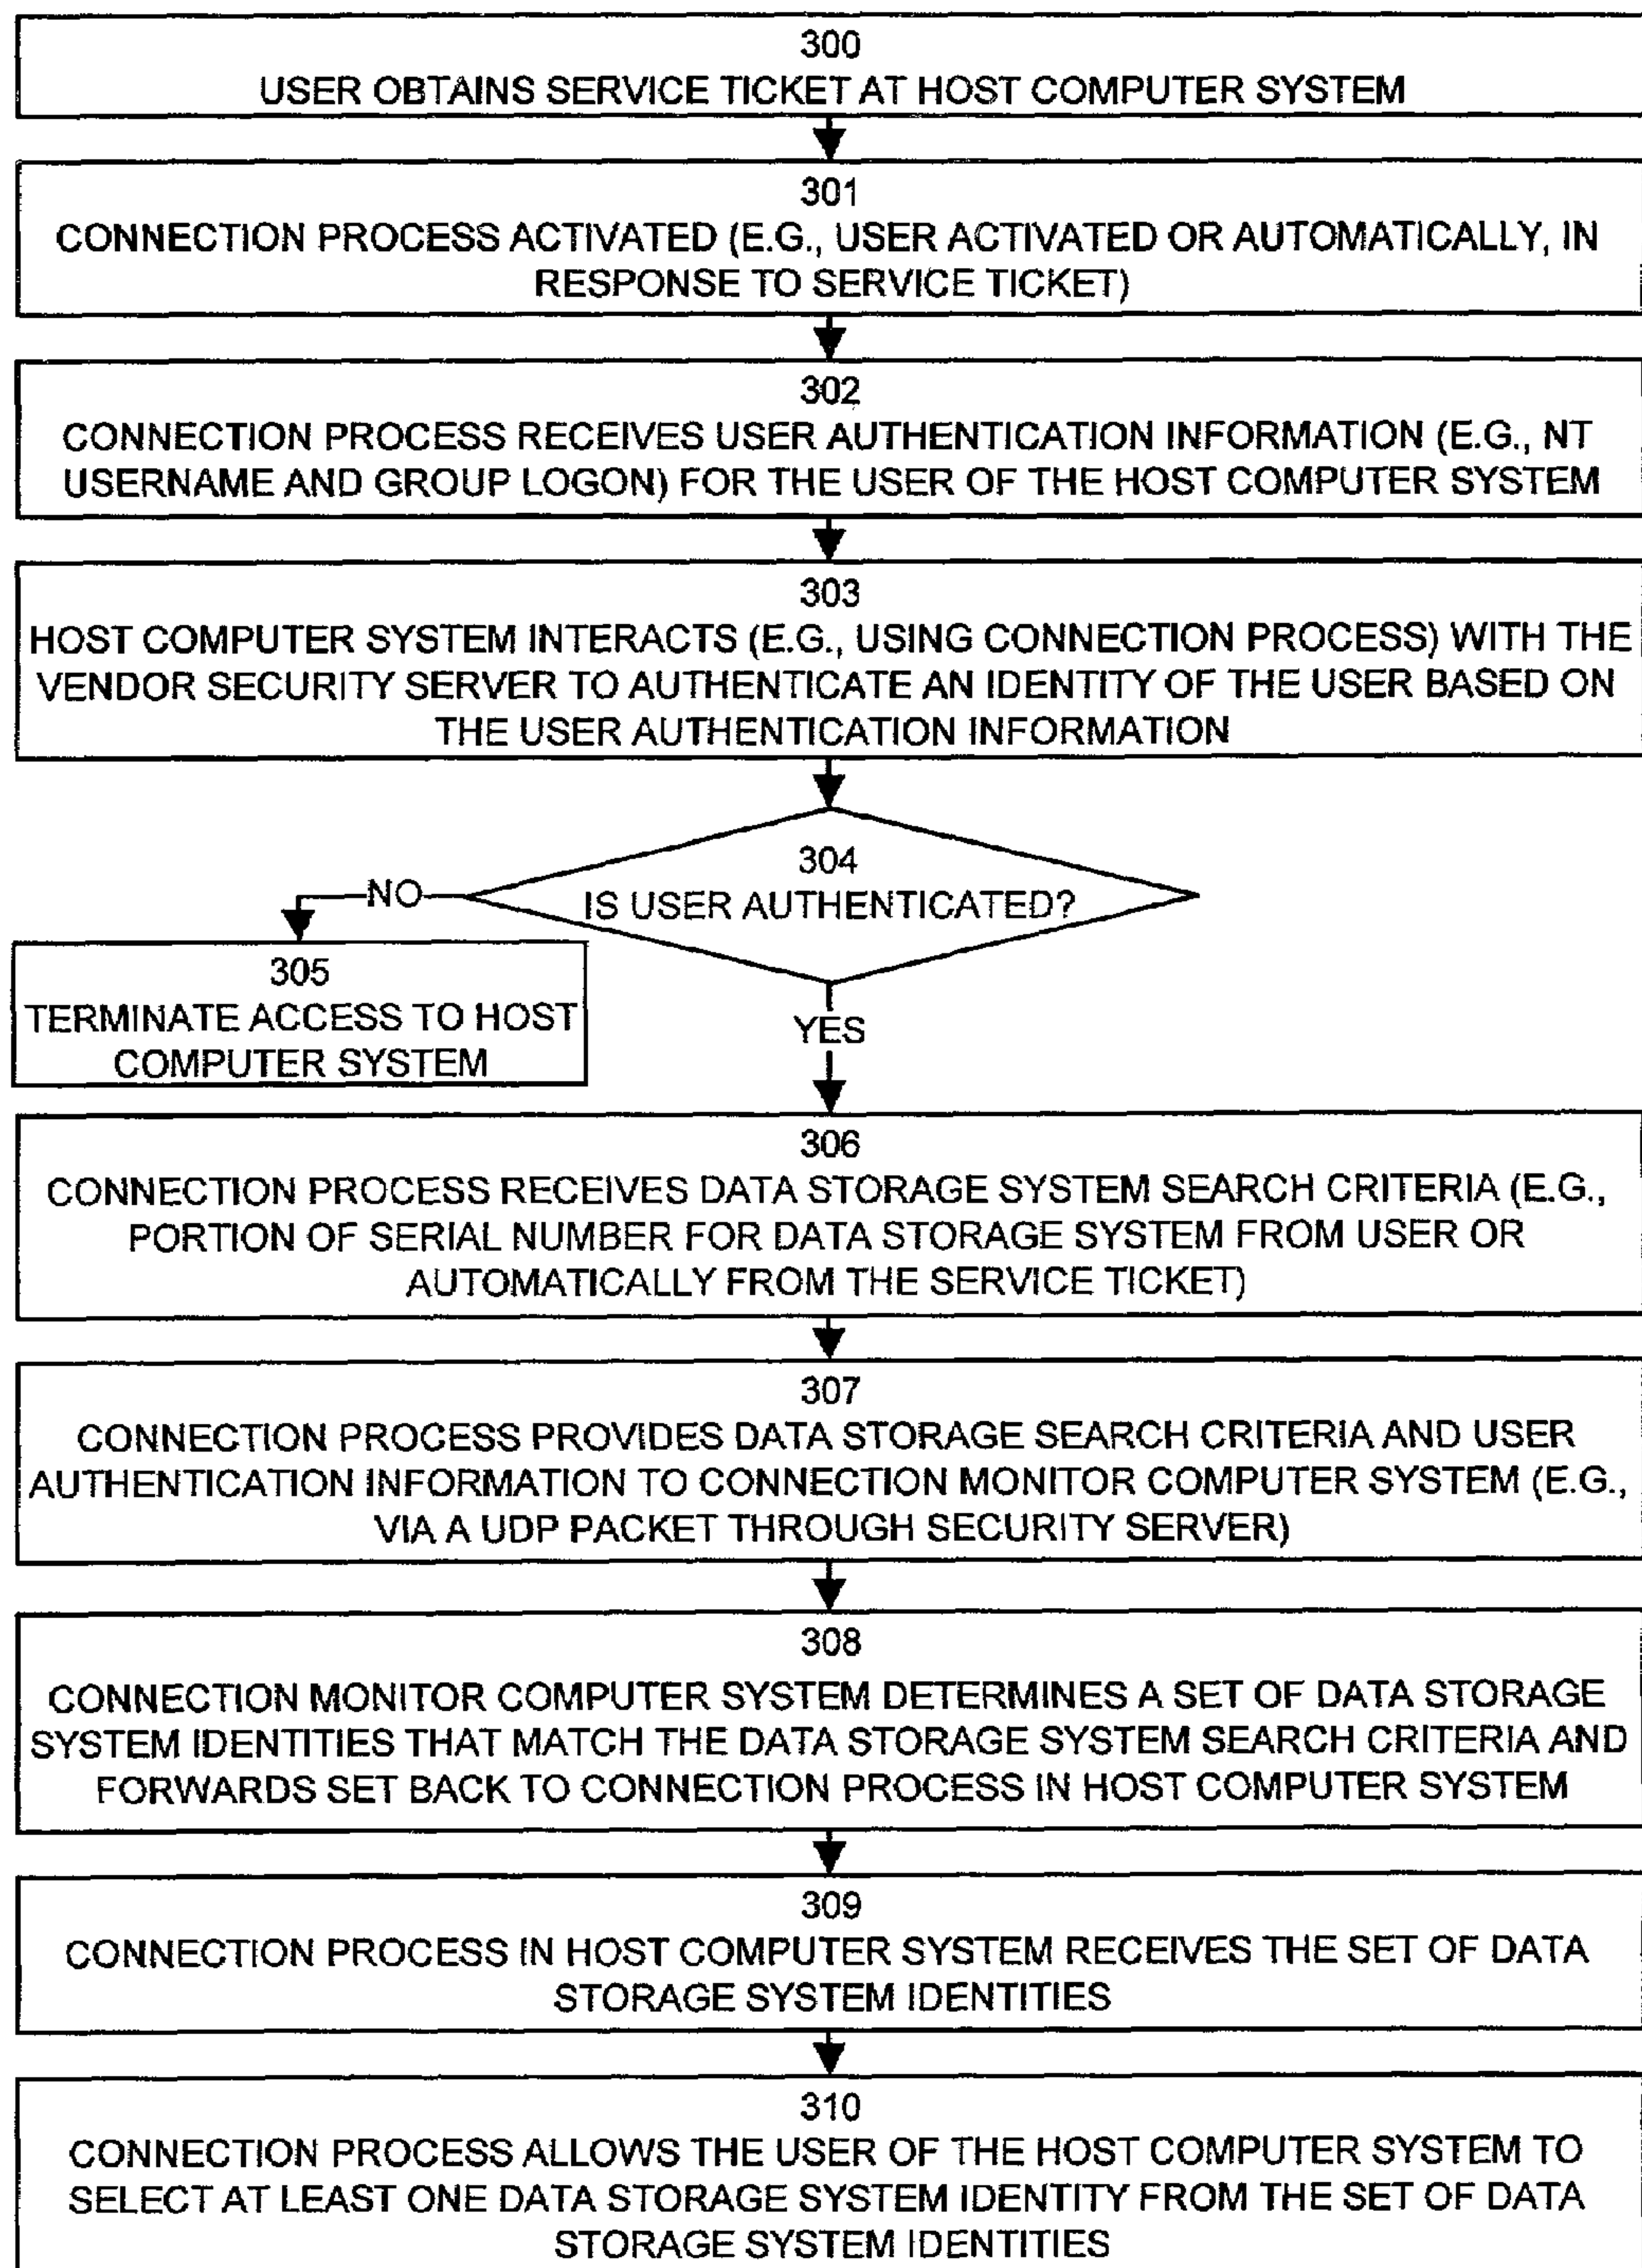 300
USER OBTAINS SERVICE TICKET AT HOST COMPUTER SYSTEM
301
CONNECTION PROCESS ACTIVATED (E.G., USER ACTIVATED OR AUTOMATICALLY, IN
RESPONSE TO SERVICE TICKET)
302
CONNECTION PROCESS RECEIVES USER AUTHENTICATION INFORMATION (E.G., NT
USERNAME AND GROUP LOGON) FOR THE USER OF THE HOST COMPUTER SYSTEM
303
HOST COMPUTER SYSTEM INTERACTS (E.G., USING CONNECTION PROCESS) WITH THE
VENDOR SECURITY SERVER TO AUTHENTICATE AN IDENTITY OF THE USER BASED ON
THE USER AUTHENTICATION INFORMATION
304
NO
IS USER AUTHENTICATED?
305
TERMINATE ACCESS TO HOST
COMPUTER SYSTEM
YES
306
CONNECTION PROCESS RECEIVES DATA STORAGE SYSTEM SEARCH CRITERIA (E.G.,
PORTION OF SERIAL NUMBER FOR DATA STORAGE SYSTEM FROM USER OR
AUTOMATICALLY FROM THE SERVICE TICKET)
307
CONNECTION PROCESS PROVIDES DATA STORAGE SEARCH CRITERIA AND USER
AUTHENTICATION INFORMATION TO CONNECTION MONITOR COMPUTER SYSTEM (E.G.,
VIA A UDP PACKET THROUGH SECURITY SERVER)
308
CONNECTION MONITOR COMPUTER SYSTEM DETERMINES A SET OF DATA STORAGE
SYSTEM IDENTITIES THAT MATCH THE DATA STORAGE SYSTEM SEARCH CRITERIA AND
FORWARDS SET BACK TO CONNECTION PROCESS IN HOST COMPUTER SYSTEM
309
CONNECTION PROCESS IN HOST COMPUTER SYSTEM RECEIVES THE SET OF DATA
STORAGE SYSTEM IDENTITIES
310
CONNECTION PROCESS ALLOWS THE USER OF THE HOST COMPUTER SYSTEM TO
SELECT AT LEAST ONE DATA STORAGE SYSTEM IDENTITY FROM THE SET OF DATA
STORAGE SYSTEM IDENTITIES